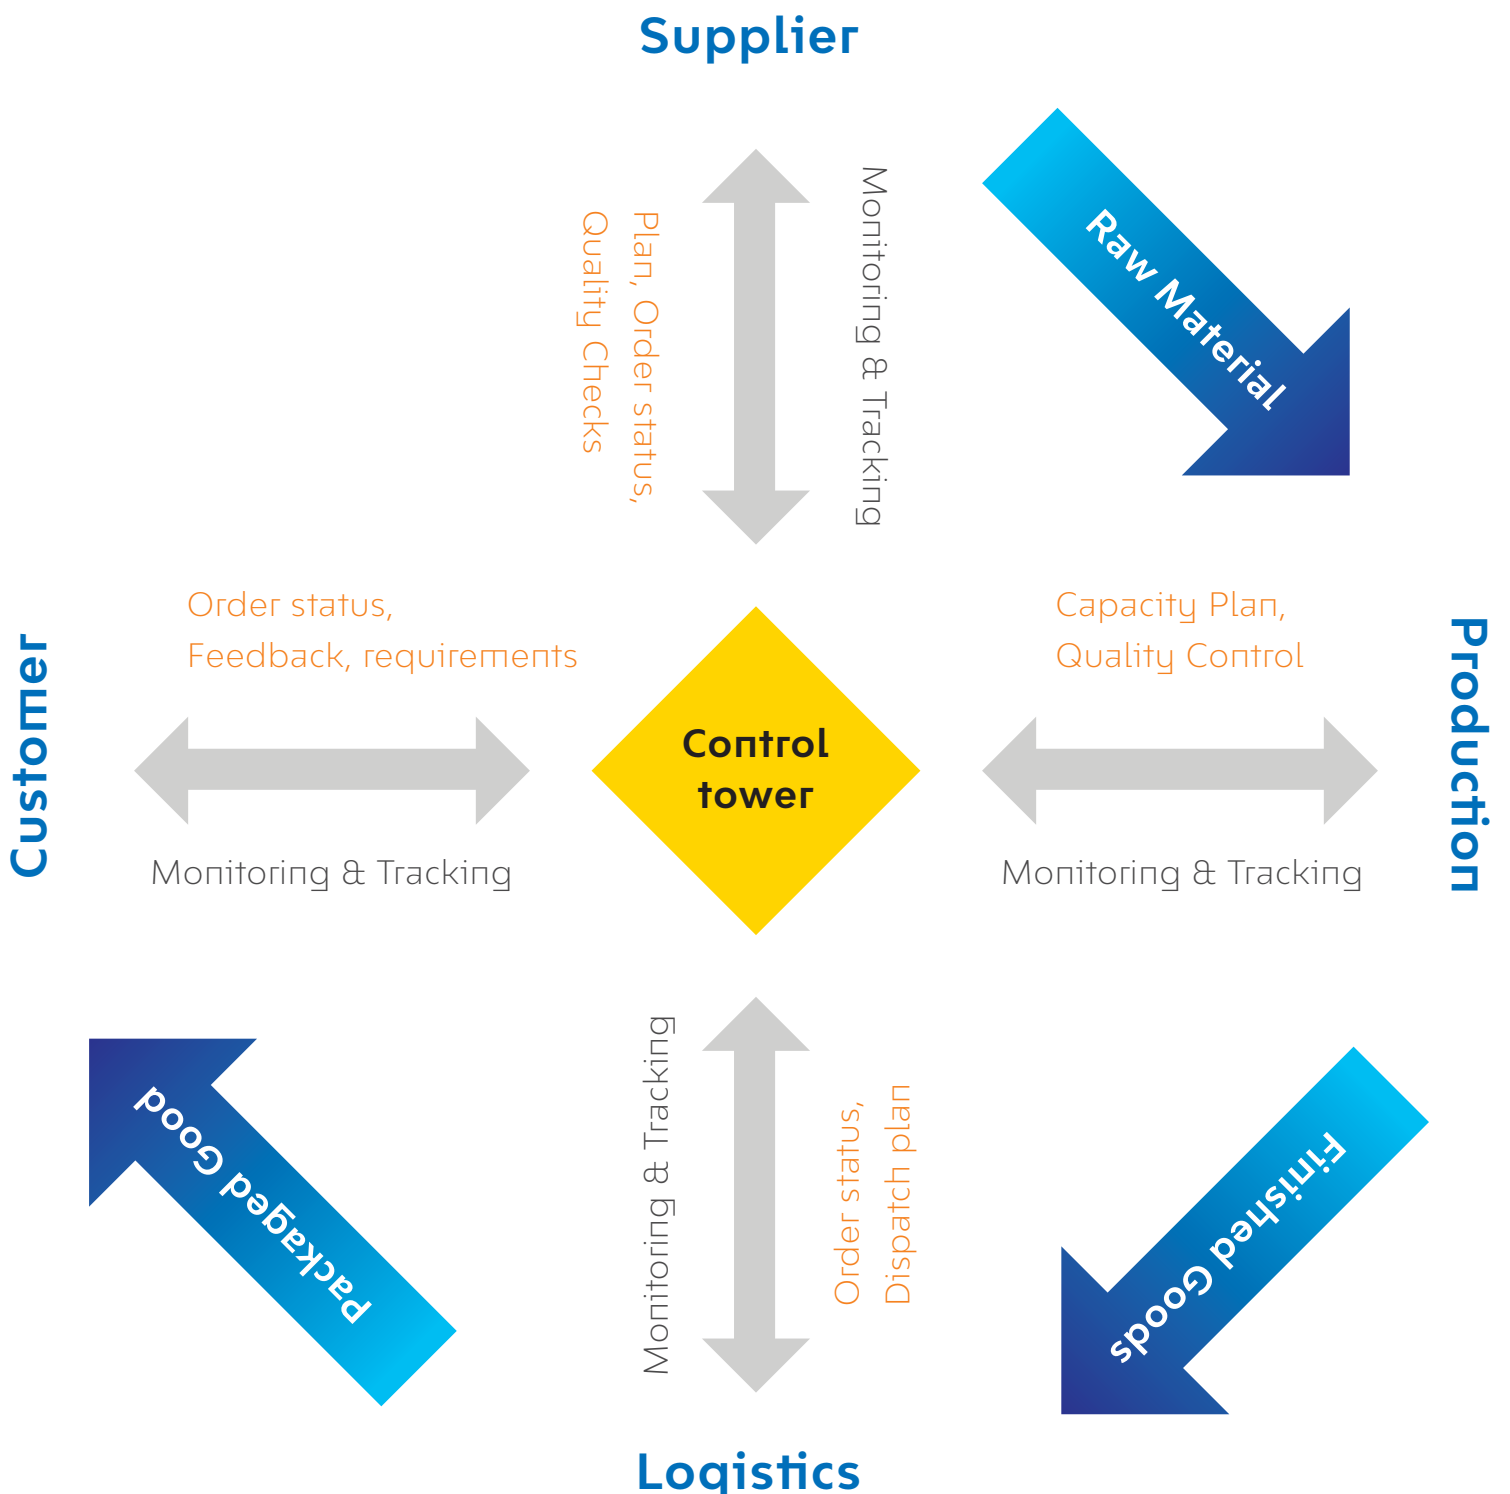 Supplier
Plan, Order status,
Quality Checks
Monitoring & Tracking
Raw Material
Customer
Order status,
Feedback, requirements
Monitoring & Tracking
Control
tower
Capacity Plan,
Quality Control
Monitoring & Tracking
Production
Packaged Good
Monitoring & Tracking
Order status,
Dispatch plan
Finished Goods
Logistics